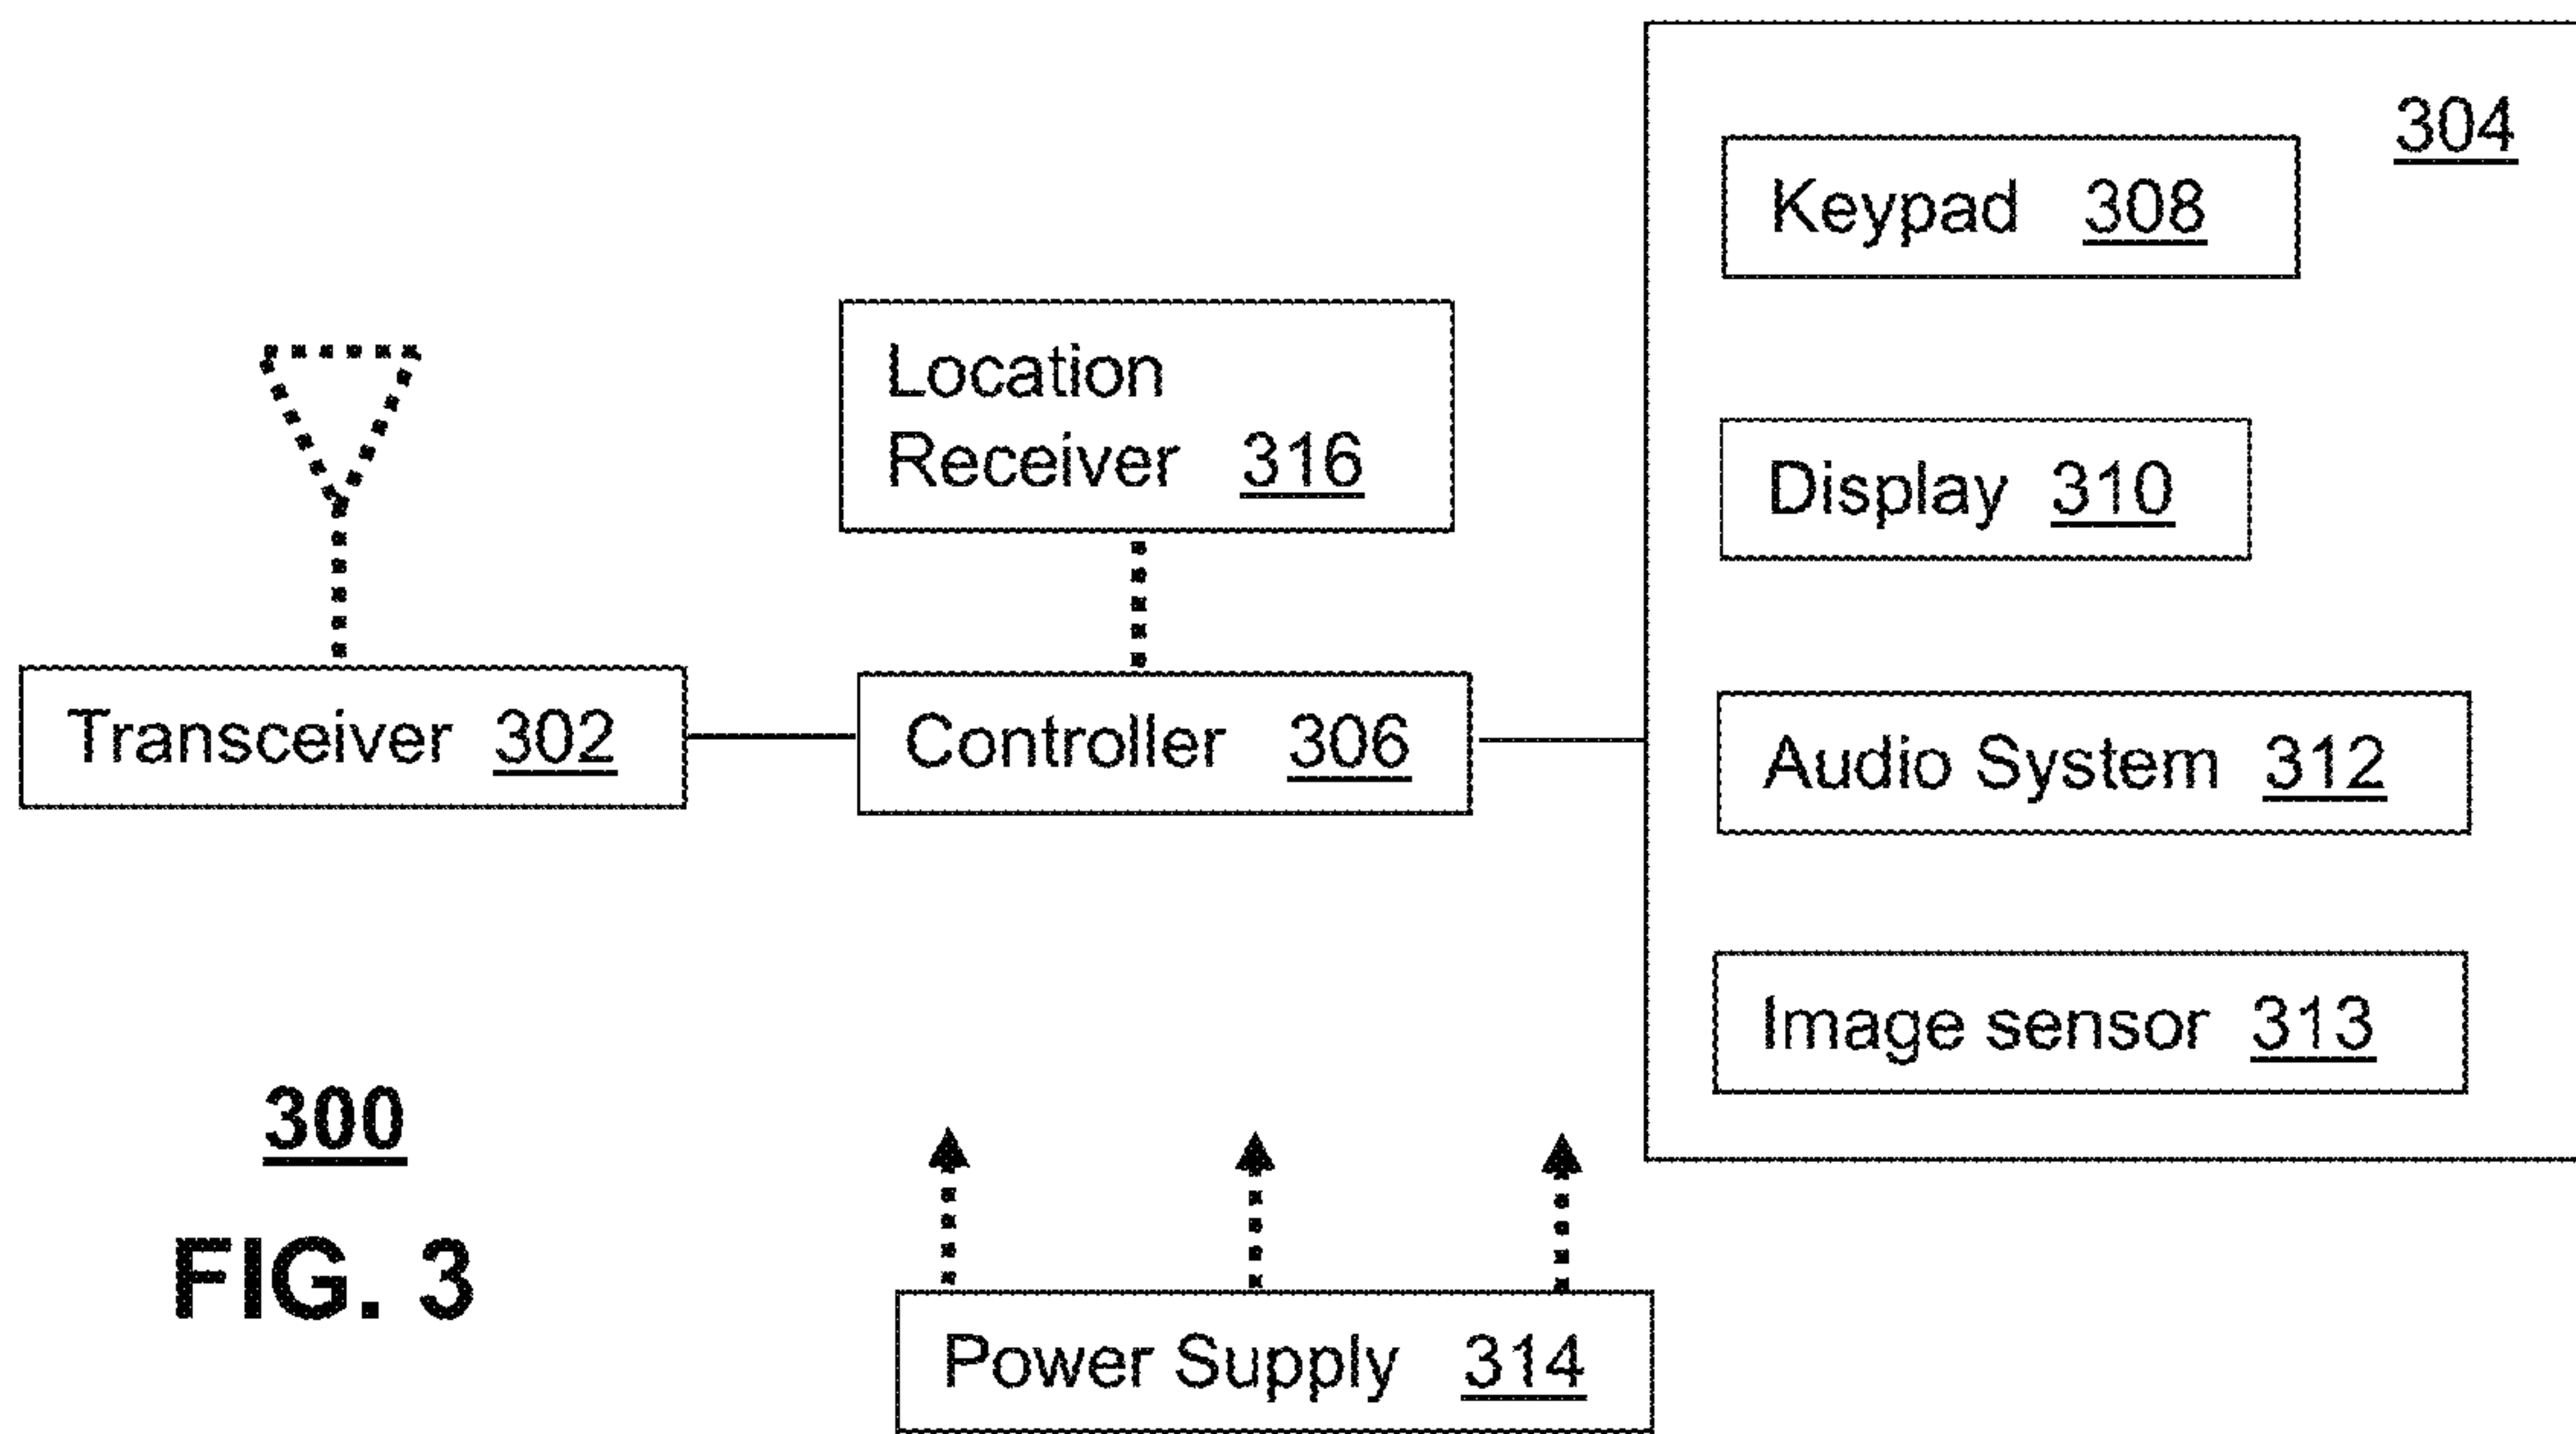 304
Keypad 308
Location
Receiver 316
Display 310
Transceiver 302
Controller 306
Audio System 312
Image sensor 313
300
FIG. 3
Power Supply 314